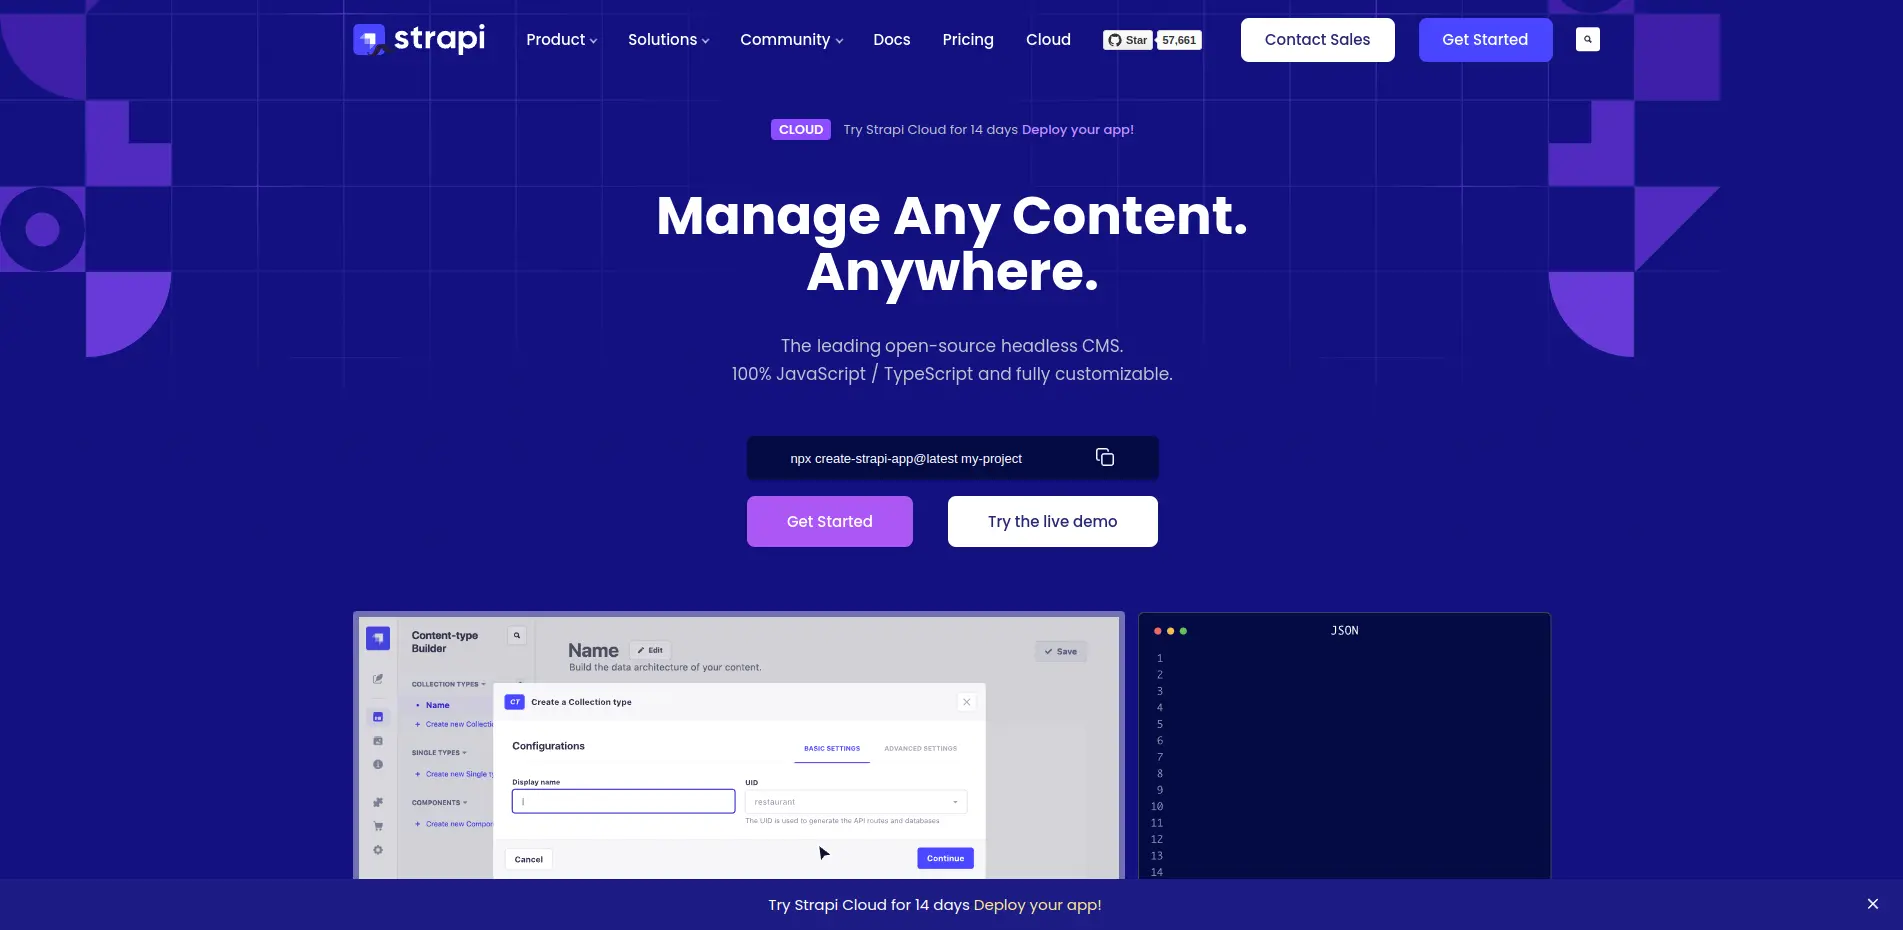 strapi
Product
Solutions
Community
Docs
Pricing
Cloud
Star
57,661
Contact Sales
Get Started
CLOUD
Try Strapi Cloud for 14 days Deploy your app!
Manage Any Content.
Anywhere.
The leading open-source headless CMS.
100% JavaScript / TypeScript and fully customizable.
npx create-strapi-app@latest my-project
Get Started
Try the live demo
Content-type
Builder
COLLECTION TYPES
Name
+ Create new Collectio
SINGLE TYPES
+ Create new Single ty
COMPONENTS
+ Create new Compor
Name
Edit
Save
Build the data architecture of your content.
CT
Create a Collection type
Configurations
BASIC SETTINGS
ADVANCED SETTINGS
Display name
UID
restaurant
The UID is used to generate the API routes and databases
Cancel
Continue
JSON
1
2
3
4
5
6
7
8
9
10
11
12
13
14
Try Strapi Cloud for 14 days Deploy your app!